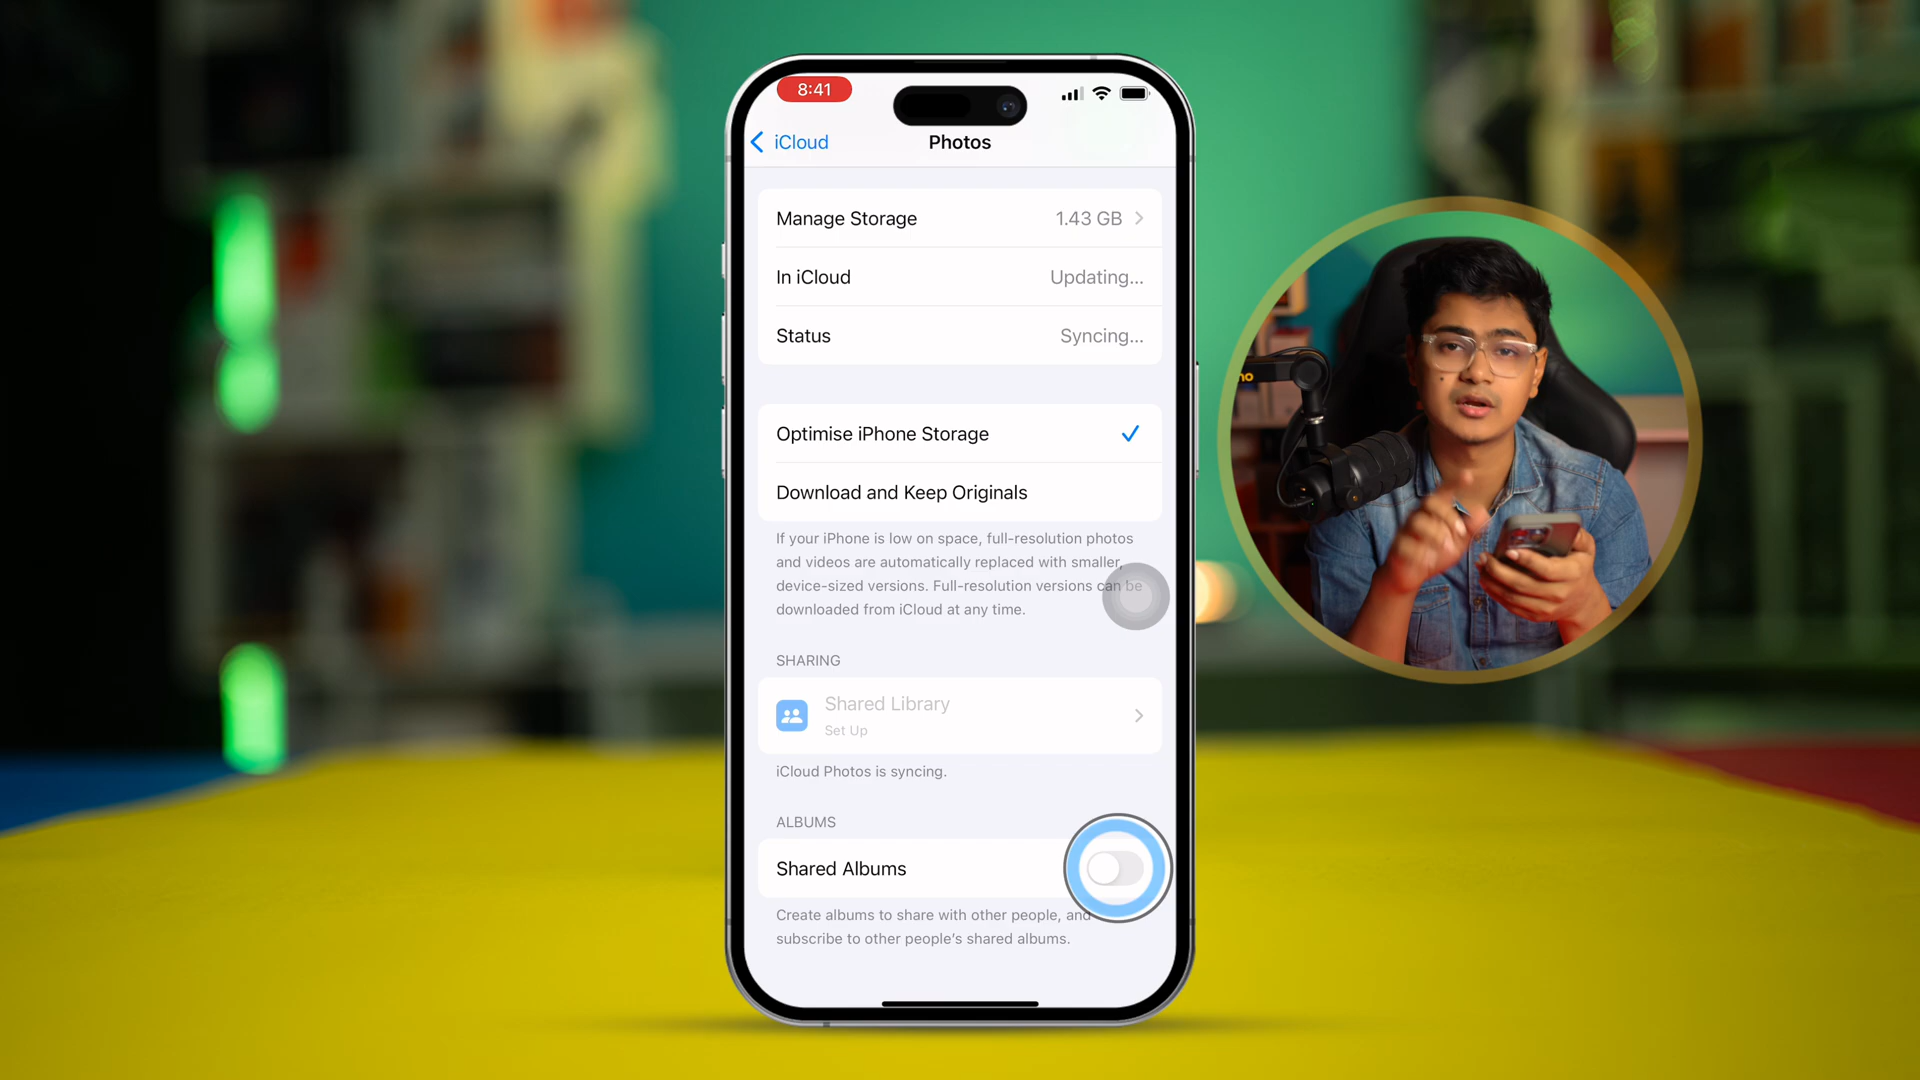 8:41
iCloud
Photos
Manage Storage 1.43 GB
In iCloud Updating...
Status Syncing...
Optimise iPhone Storage
Download and Keep Originals
If your iPhone is low on space, full-resolution photos
and videos are automatically replaced with smaller,
device-sized versions. Full-resolution versions can be
downloaded from iCloud at any time.
SHARING
Shared Library
Set Up
iCloud Photos is syncing.
ALBUMS
Shared Albums
Create albums to share with other people, and
subscribe to other people's shared albums.